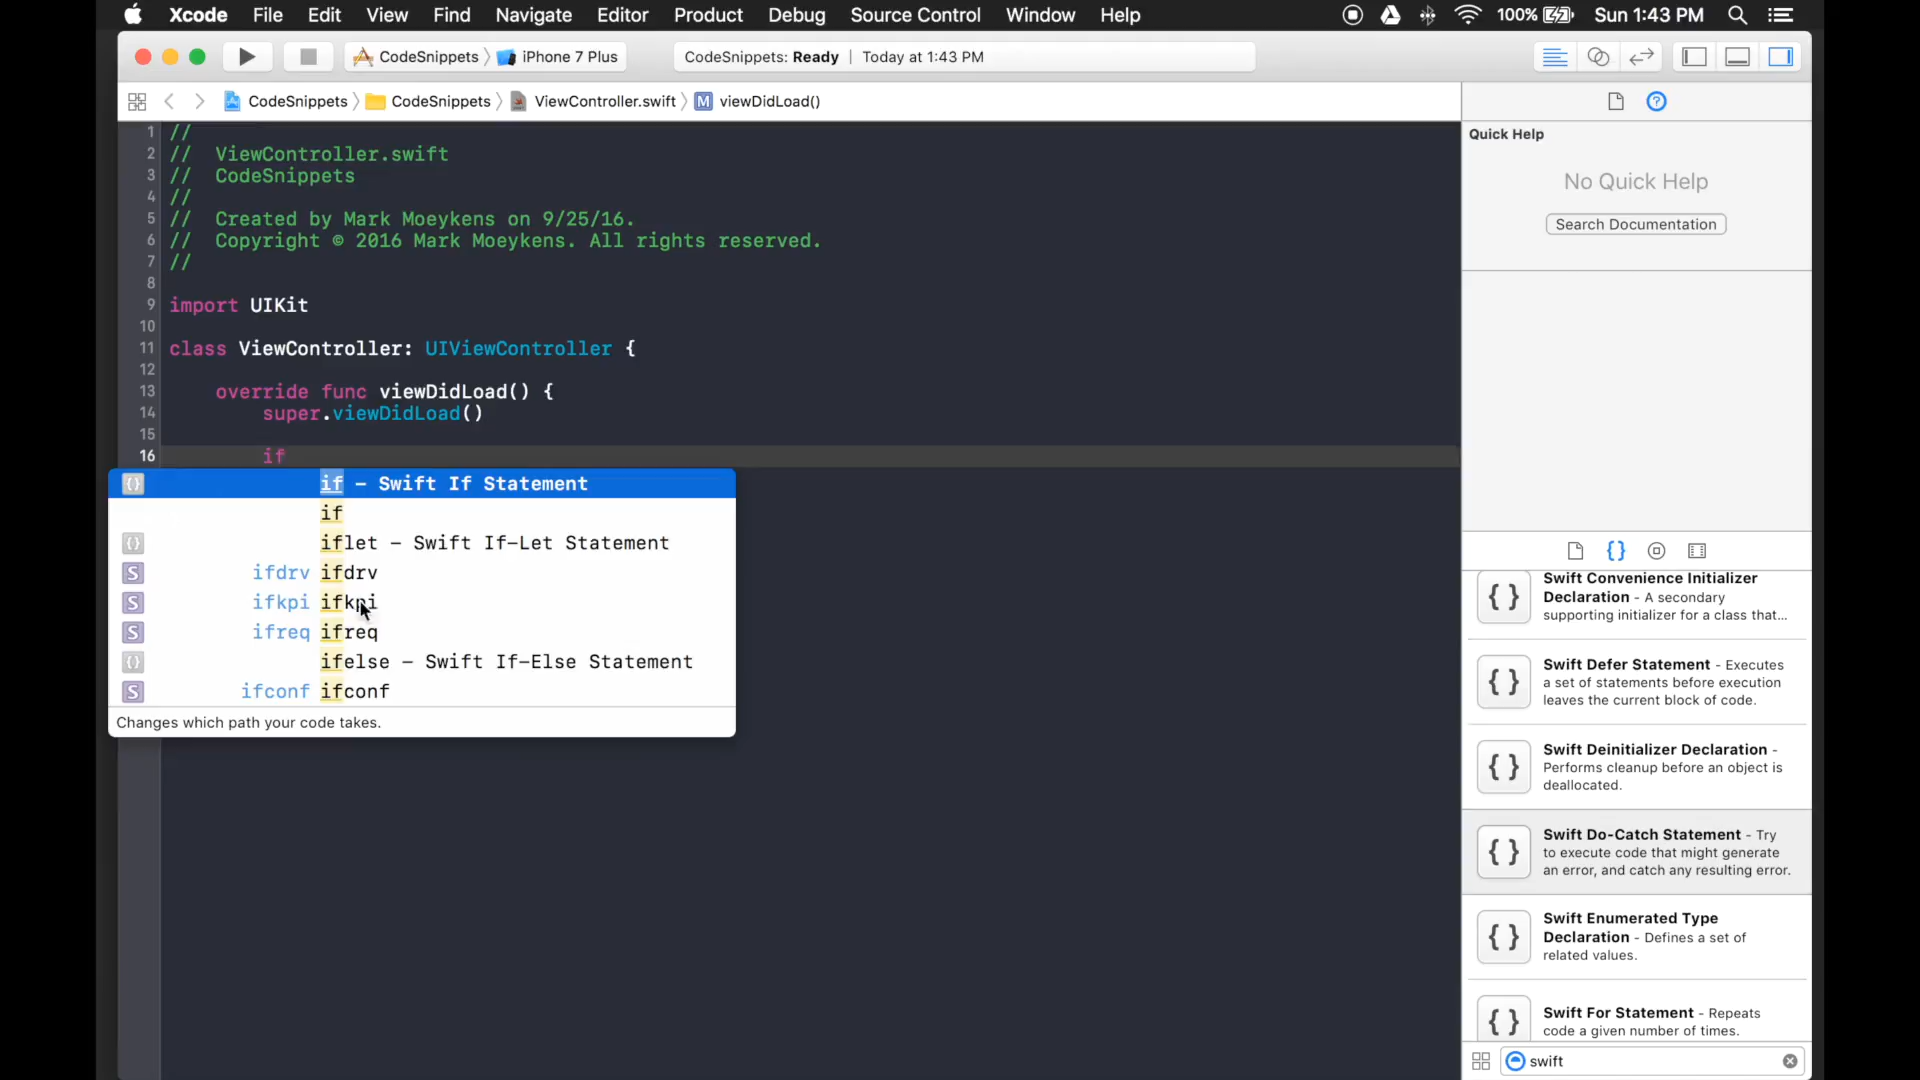 Xcode File Edit View Find Navigate Editor Product Debug Source Control Window Help 100% Sun 1:43 PM
CodeSnippets iPhone 7 Plus CodeSnippets: Ready | Today at 1:43 PM
CodeSnippets CodeSnippets ViewController.swift M viewDidLoad()
1 //
2 // ViewController.swift
3 // CodeSnippets
4 //
5 // Created by Mark Moeykens on 9/25/16.
6 // Copyright © 2016 Mark Moeykens. All rights reserved.
7 //
8
9 import UIKit
10
11 class ViewController: UIViewController {
12
13 override func viewDidLoad() {
14 super.viewDidLoad()
15
16 if
{} if – Swift If Statement
if
{} iflet – Swift If-Let Statement
S ifdrv ifdrv
S ifkpi ifkpi
S ifreq ifreq
{} ifelse – Swift If-Else Statement
S ifconf ifconf
Changes which path your code takes.
Quick Help
No Quick Help
Search Documentation
{}
{ } Swift Convenience Initializer
Declaration - A secondary
supporting initializer for a class that...
{ } Swift Defer Statement - Executes
a set of statements before execution
leaves the current block of code.
{ } Swift Deinitializer Declaration -
Performs cleanup before an object is
deallocated.
{ } Swift Do-Catch Statement - Try
to execute code that might generate
an error, and catch any resulting error.
{ } Swift Enumerated Type
Declaration - Defines a set of
related values.
{ } Swift For Statement - Repeats
code a given number of times.
swift